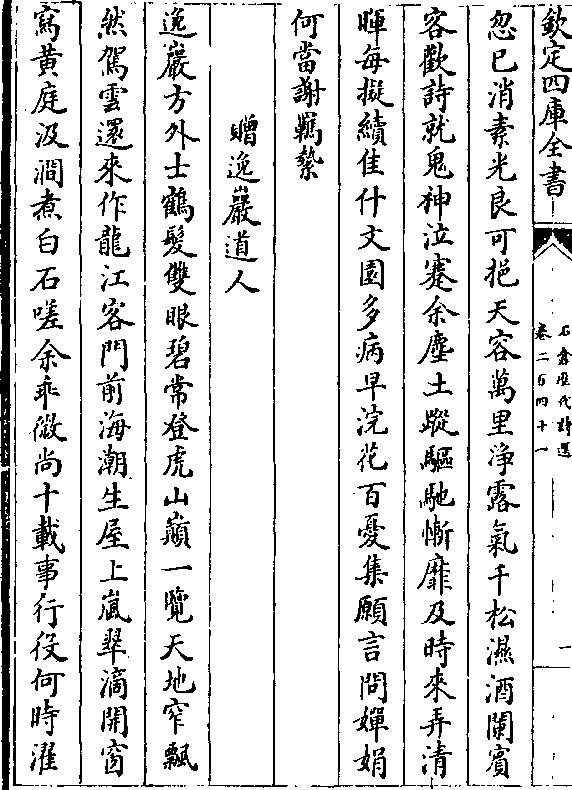 欽定四庫全書
石倉歷代詩選
卷二百四十一
一
忽已消素光良可挹天容萬里淨露氣千松濕酒闌賓
客歡詩就鬼神泣蹇余塵土蹤驅馳慚靡及時來弄清
暉每擬續佳什文園多病早浣花百憂集願言問嬋娟
何當謝羈縶
贈逸巖道人
逸巖方外士鶴髮雙眼碧常登虎山巔一覽天地窄飄
然駕雲還來作龍江客門前海潮生屋上嵐翠滴開窗
寫黄庭汲澗煮白石嗟余乖微尚十載事行役何時濯